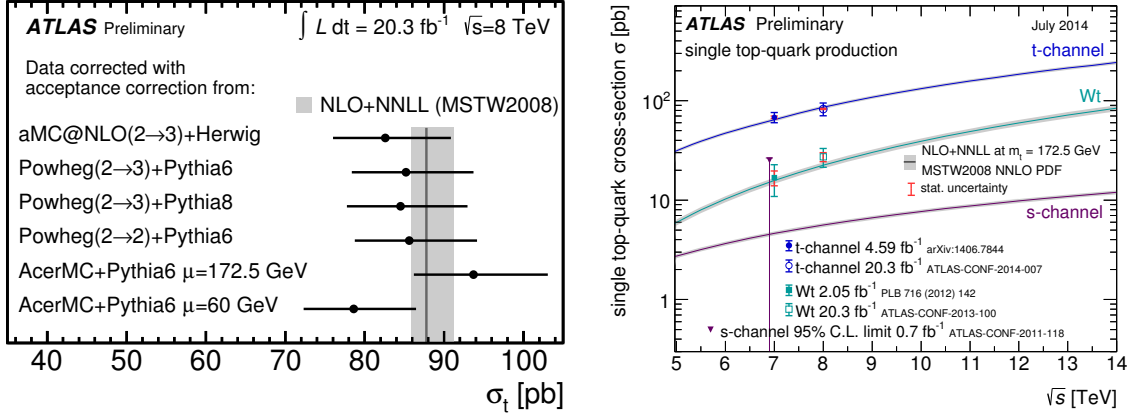 ATLAS Preliminary
∫ L dt = 20.3 fb⁻¹ √s=8 TeV
Data corrected with
acceptance correction from:
NLO+NNLL (MSTW2008)
aMC@NLO(2→3)+Herwig
Powheg(2→3)+Pythia6
Powheg(2→3)+Pythia8
Powheg(2→2)+Pythia6
AcerMC+Pythia6 μ=172.5 GeV
AcerMC+Pythia6 μ=60 GeV
40 50 60 70 80 90 100
σt [pb]
single top-quark cross-section σ [pb]
ATLAS Preliminary July 2014
single top-quark production
t-channel
Wt
NLO+NNLL at mt = 172.5 GeV
MSTW2008 NNLO PDF
stat. uncertainty
s-channel
t-channel 4.59 fb⁻¹ arXiv:1406.7844
t-channel 20.3 fb⁻¹ ATLAS-CONF-2014-007
Wt 2.05 fb⁻¹ PLB 716 (2012) 142
Wt 20.3 fb⁻¹ ATLAS-CONF-2013-100
s-channel 95% C.L. limit 0.7 fb⁻¹ ATLAS-CONF-2011-118
10²
10
1
5 6 7 8 9 10 11 12 13 14
√s [TeV]